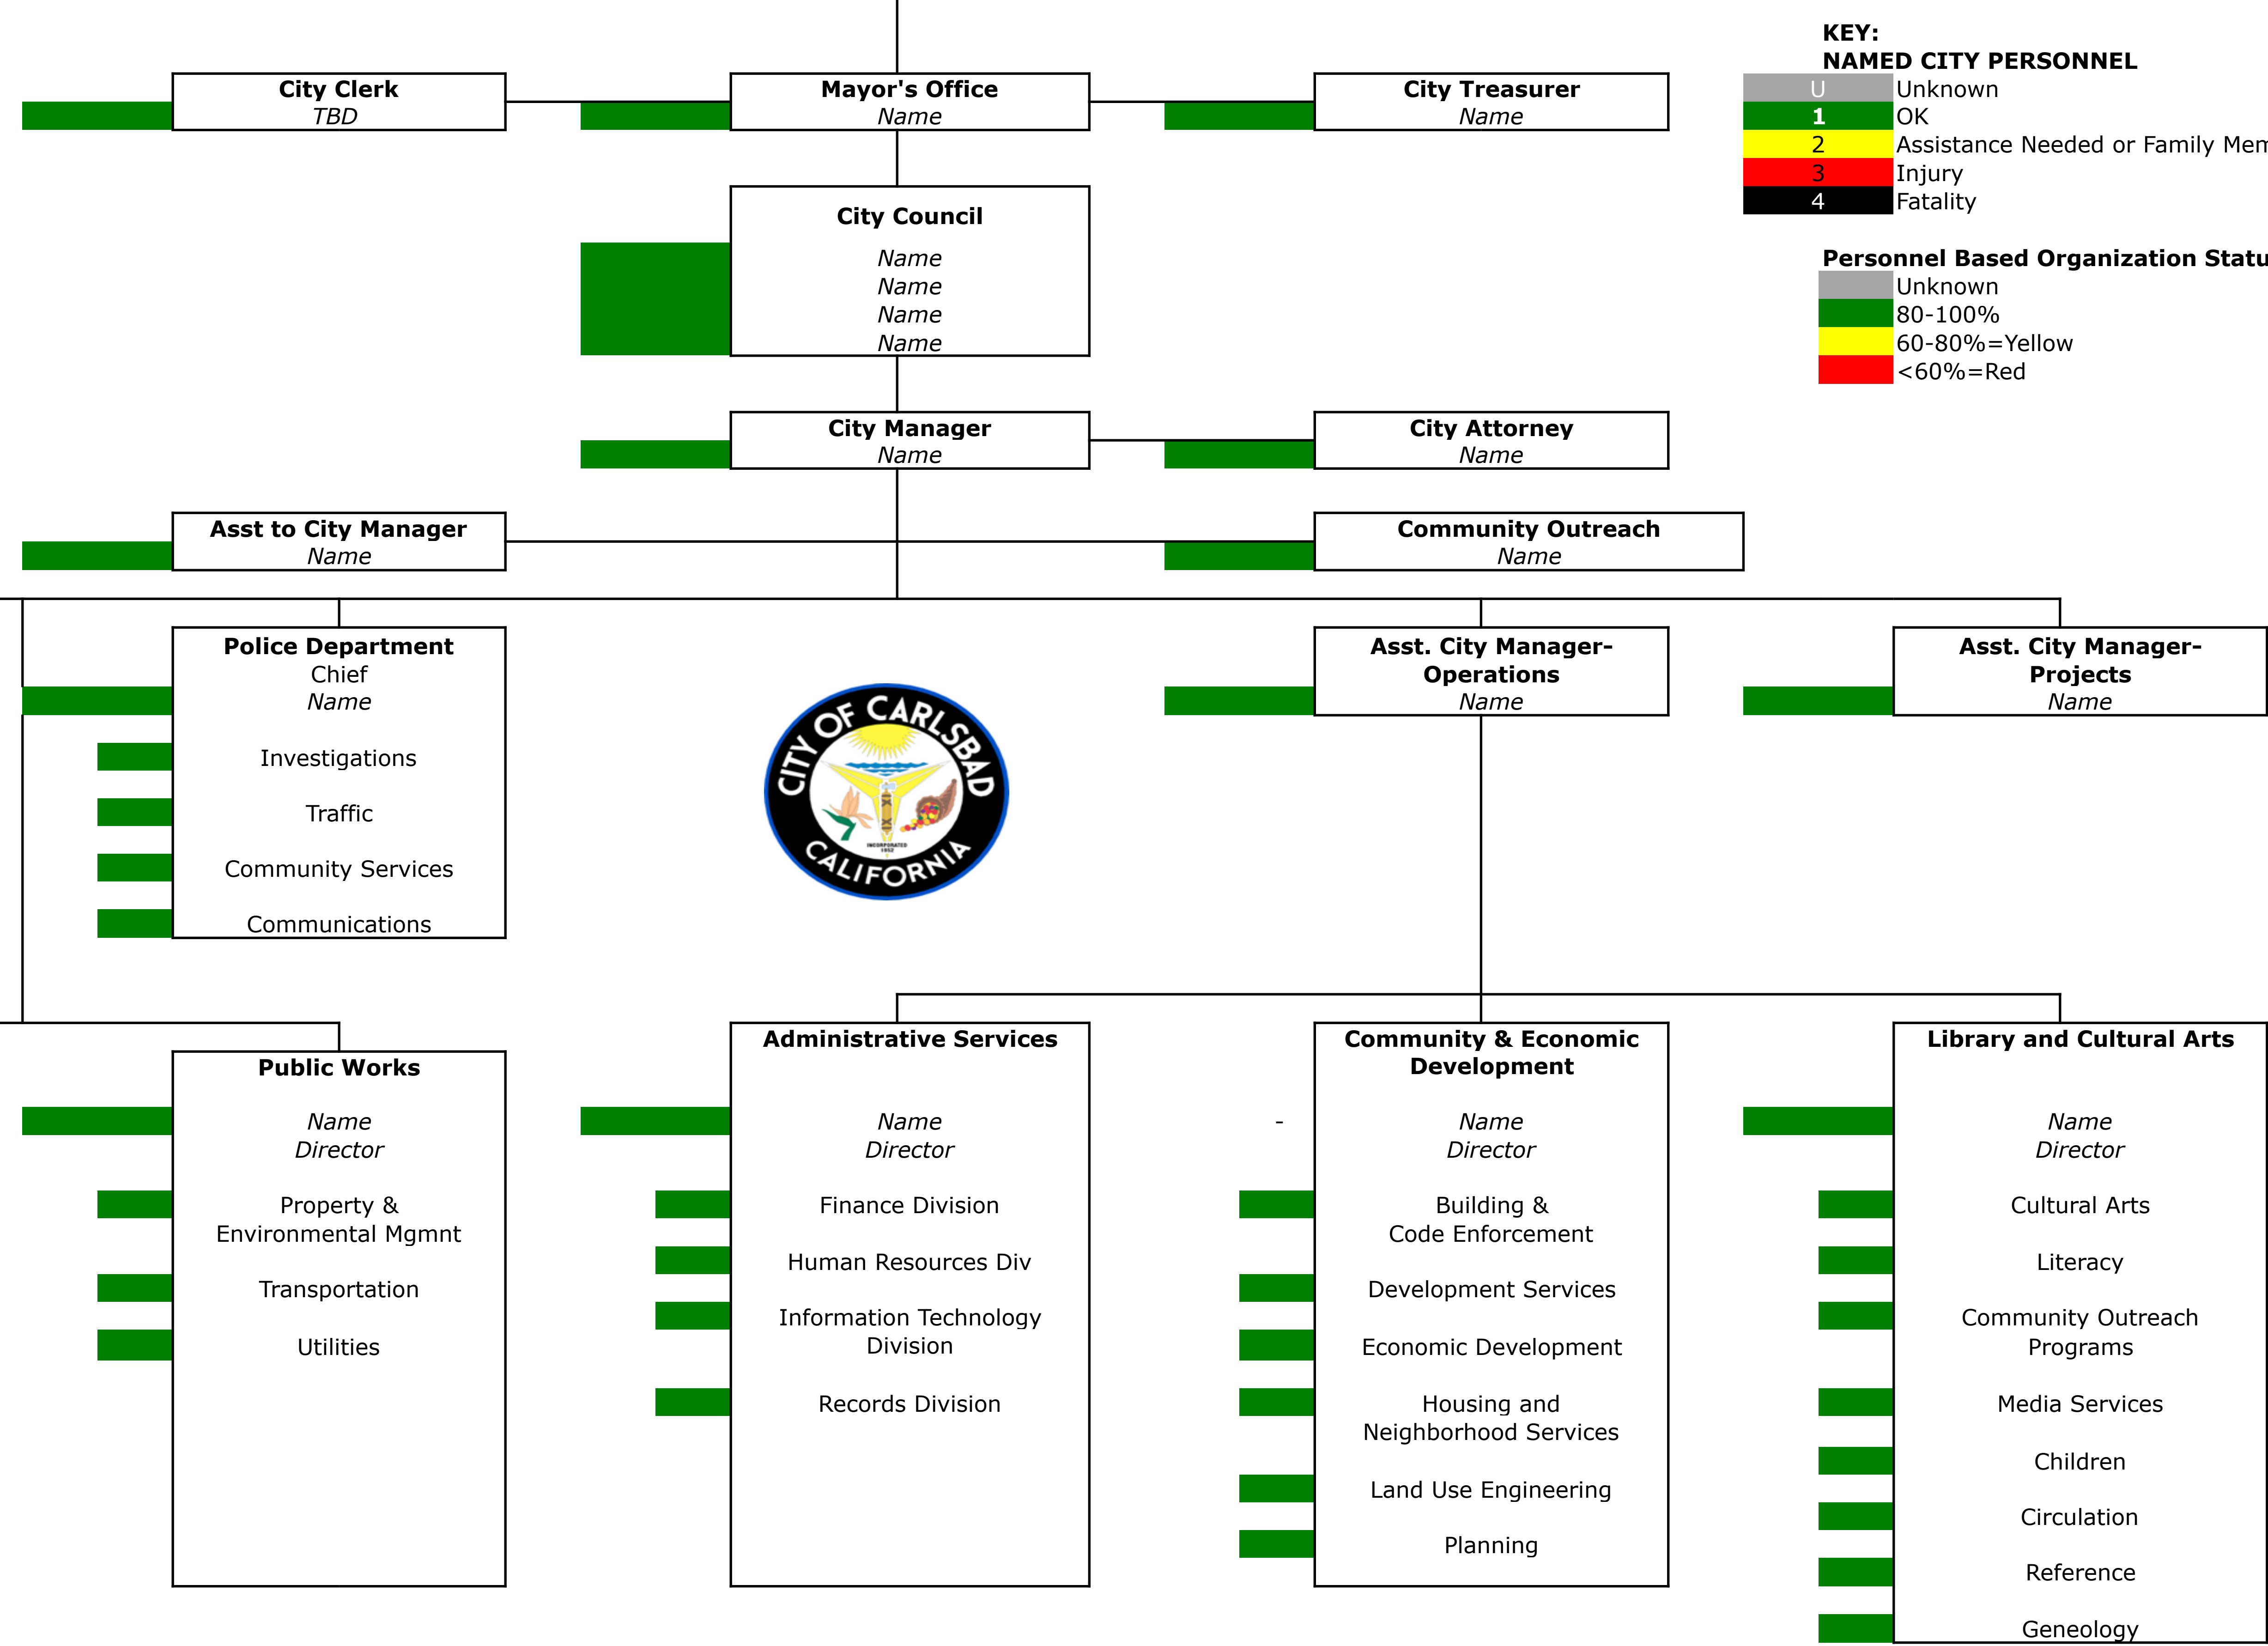 KEY:
NAMED CITY PERSONNEL
U Unknown
1 OK
2 Assistance Needed or Family Mem
3 Injury
4 Fatality
Personnel Based Organization Statu
Unknown
80-100%
60-80%=Yellow
<60%=Red
City Clerk
TBD
Mayor's Office
Name
City Treasurer
Name
City Council
Name
Name
Name
Name
City Manager
Name
City Attorney
Name
Asst to City Manager
Name
Community Outreach
Name
Police Department
Chief
Name
Investigations
Traffic
Community Services
Communications
CITY OF CARLSBAD
INCORPORATED
1952
CALIFORNIA
Asst. City Manager-
Operations
Name
Asst. City Manager-
Projects
Name
Public Works
Name
Director
Property &
Environmental Mgmnt
Transportation
Utilities
Administrative Services
Name
Director
Finance Division
Human Resources Div
Information Technology
Division
Records Division
Community & Economic
Development
-
Name
Director
Building &
Code Enforcement
Development Services
Economic Development
Housing and
Neighborhood Services
Land Use Engineering
Planning
Library and Cultural Arts
Name
Director
Cultural Arts
Literacy
Community Outreach
Programs
Media Services
Children
Circulation
Reference
Geneology